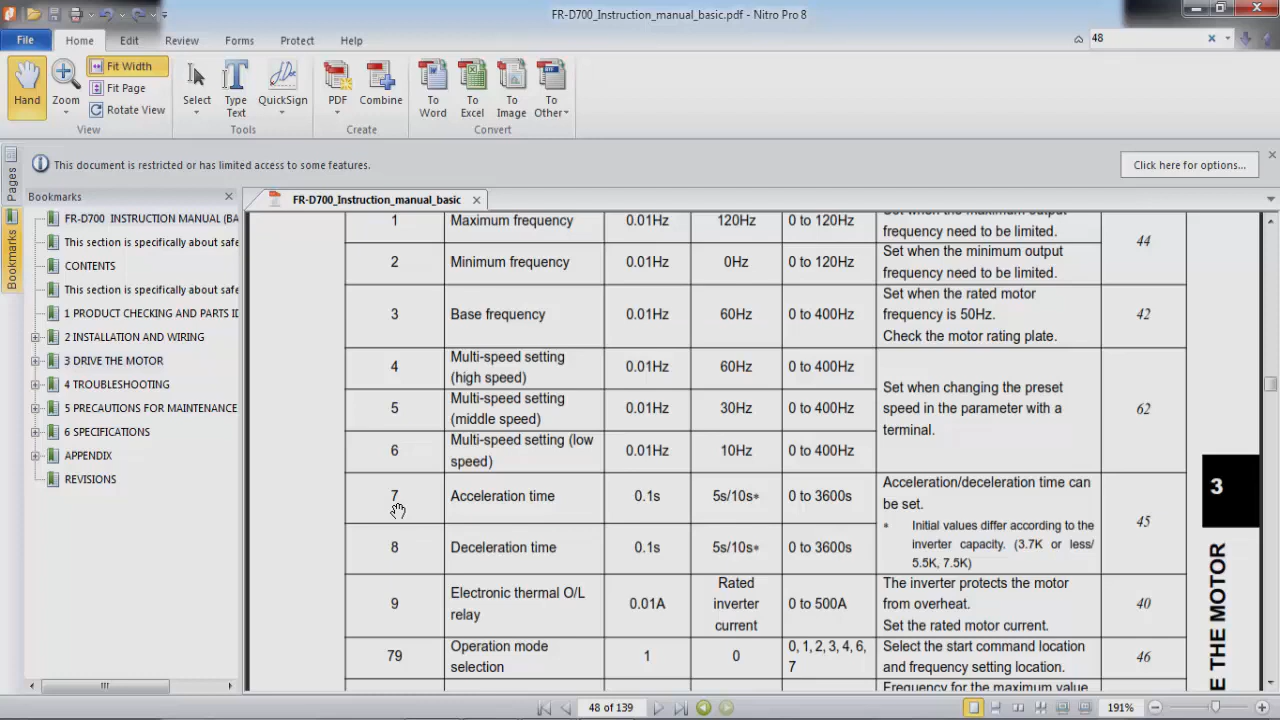 FR-D700_Instruction_manual_basic.pdf - Nitro Pro 8
File Home Edit Review Forms Protect Help 48
Hand
Zoom
Fit Width
Fit Page
Rotate View
Select
Type
Text
QuickSign
PDF
Combine
To
Word
To
Excel
To
Image
To
Other
View Tools Create Convert
This document is restricted or has limited access to some features. Click here for options...
Pages
Bookmarks
Bookmarks
FR-D700 INSTRUCTION MANUAL (BA
This section is specifically about safe
CONTENTS
This section is specifically about safe
1 PRODUCT CHECKING AND PARTS ID
2 INSTALLATION AND WIRING
3 DRIVE THE MOTOR
4 TROUBLESHOOTING
5 PRECAUTIONS FOR MAINTENANCE
6 SPECIFICATIONS
APPENDIX
REVISIONS
FR-D700_Instruction_manual_basic
1 Maximum frequency 0.01Hz 120Hz 0 to 120Hz
Set when the maximum output
frequency need to be limited.
44
2 Minimum frequency 0.01Hz 0Hz 0 to 120Hz
Set when the minimum output
frequency need to be limited.
3 Base frequency 0.01Hz 60Hz 0 to 400Hz
Set when the rated motor
frequency is 50Hz.
Check the motor rating plate.
42
4 Multi-speed setting
(high speed)
0.01Hz 60Hz 0 to 400Hz
5 Multi-speed setting
(middle speed)
0.01Hz 30Hz 0 to 400Hz
6 Multi-speed setting (low
speed)
0.01Hz 10Hz 0 to 400Hz
Set when changing the preset
speed in the parameter with a
terminal.
62
7 Acceleration time 0.1s 5s/10s* 0 to 3600s
8 Deceleration time 0.1s 5s/10s* 0 to 3600s
Acceleration/deceleration time can
be set.
* Initial values differ according to the
inverter capacity. (3.7K or less/
5.5K, 7.5K)
45
9 Electronic thermal O/L
relay
0.01A
Rated
inverter
current
0 to 500A
The inverter protects the motor
from overheat.
Set the rated motor current.
40
79 Operation mode
selection
1 0
0, 1, 2, 3, 4, 6,
7
Select the start command location
and frequency setting location.
46
Frequency for the maximum value
3
E THE MOTOR
48 of 139
191%